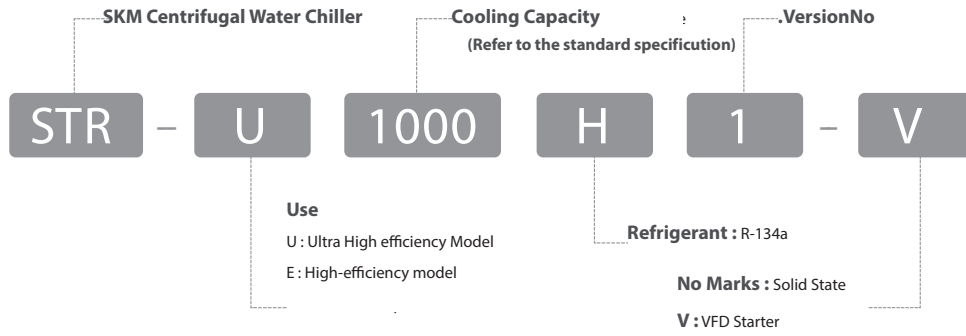 SKM Centrifugal Water Chiller
Cooling Capacity
.VersionNo
(Refer to the standard specificution)
STR – U 1000 H 1 – V
Use
U : Ultra High efficiency Model
E : High-efficiency model
Refrigerant : R-134a
No Marks : Solid State
V : VFD Starter